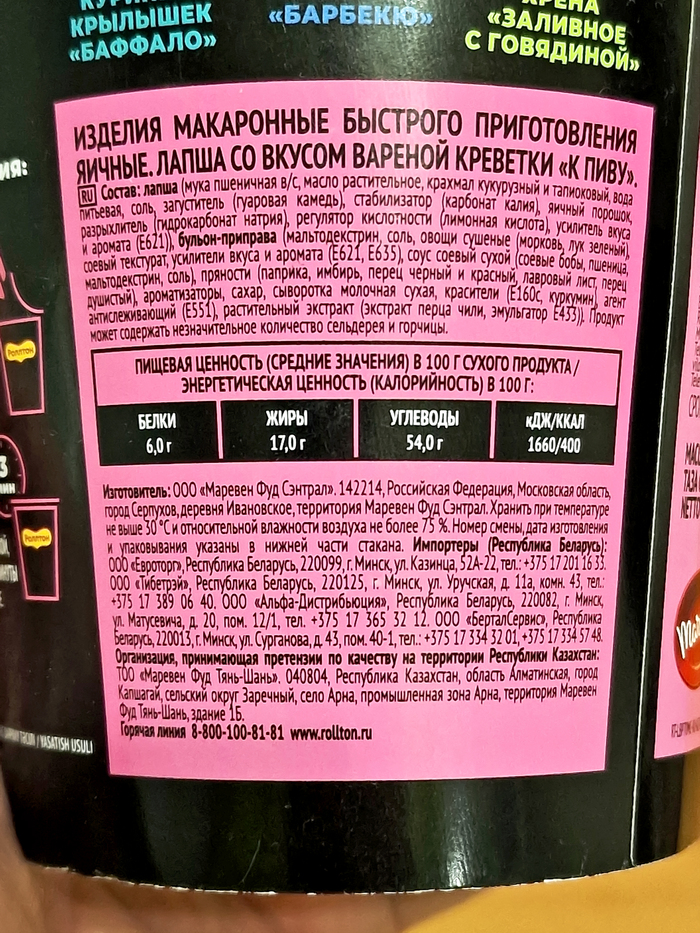 КРЫЛЫШЕК
«БАФФАЛО»
«БАРБЕКЮ»
ХРЕНА
«ЗАЛИВНОЕ
С ГОВЯДИНОЙ»
ИЗДЕЛИЯ МАКАРОННЫЕ БЫСТРОГО ПРИГОТОВЛЕНИЯ
ЯИЧНЫЕ. ЛАПША СО ВКУСОМ ВАРЕНОЙ КРЕВЕТКИ «К ПИВУ».
RU Состав: лапша (мука пшеничная в/с, масло растительное, крахмал кукурузный и тапиоковый, вода
питьевая, соль, загуститель (гуаровая камедь), стабилизатор (карбонат калия), яичный порошок,
разрыхлитель (гидрокарбонат натрия), регулятор кислотности (лимонная кислота), усилитель вкуса
и аромата (Е621)), бульон-приправа (мальтодекстрин, соль, овощи сушеные (морковь, лук зеленый),
соевый текстурат, усилители вкуса и аромата (Е621, Е635), соус соевый сухой (соевые бобы, пшеница,
мальтодекстрин, соль), пряности (паприка, имбирь, перец черный и красный, лавровый лист, перец
душистый), ароматизаторы, сахар, сыворотка молочная сухая, красители (Е160с, куркумин), агент
антислеживающий (Е551), растительный экстракт (экстракт перца чили, эмульгатор Е433)). Продукт
может содержать незначительное количество сельдерея и горчицы.
ПИЩЕВАЯ ЦЕННОСТЬ (СРЕДНИЕ ЗНАЧЕНИЯ) В 100 Г СУХОГО ПРОДУКТА /
ЭНЕРГЕТИЧЕСКАЯ ЦЕННОСТЬ (КАЛОРИЙНОСТЬ) В 100 Г:
БЕЛКИ ЖИРЫ УГЛЕВОДЫ кДЖ/ККАЛ
6,0 г 17,0 г 54,0 г 1660/400
Изготовитель: ООО «Маревен Фуд Сэнтрал». 142214, Российская Федерация, Московская область,
город Серпухов, деревня Ивановское, территория Маревен Фуд Сэнтрал. Хранить при температуре
не выше 30 °С и относительной влажности воздуха не более 75 %. Номер смены, дата изготовления
и упаковывания указаны в нижней части стакана. Импортеры (Республика Беларусь):
ООО «Евроторг», Республика Беларусь, 220099, г. Минск, ул. Казинца, 52А-22, тел.: +375 17 201 16 33.
ООО «Тибетрэй», Республика Беларусь, 220125, г. Минск, ул. Уручская, д. 11а, комн. 43, тел.:
+375 17 389 06 40. ООО «Альфа-Дистрибьюция», Республика Беларусь, 220082, г. Минск,
ул. Матусевича, д. 20, пом. 12/1, тел. +375 17 365 32 12. ООО «БерталСервис», Республика
Беларусь, 220013, г. Минск, ул. Сурганова, д. 43, пом. 40-1, тел.: +375 17 334 32 01, +375 17 334 57 48.
Организация, принимающая претензии по качеству на территории Республики Казахстан:
ТОО «Маревен Фуд Тянь-Шань». 040804, Республика Казахстан, область Алматинская, город
Капшагай, сельский округ Заречный, село Арна, промышленная зона Арна, территория Маревен
Фуд Тянь-Шань, здание 1Б.
Горячая линия 8-800-100-81-81 www.rollton.ru
Роллтон
Роллтон
/ YASATISH USULI